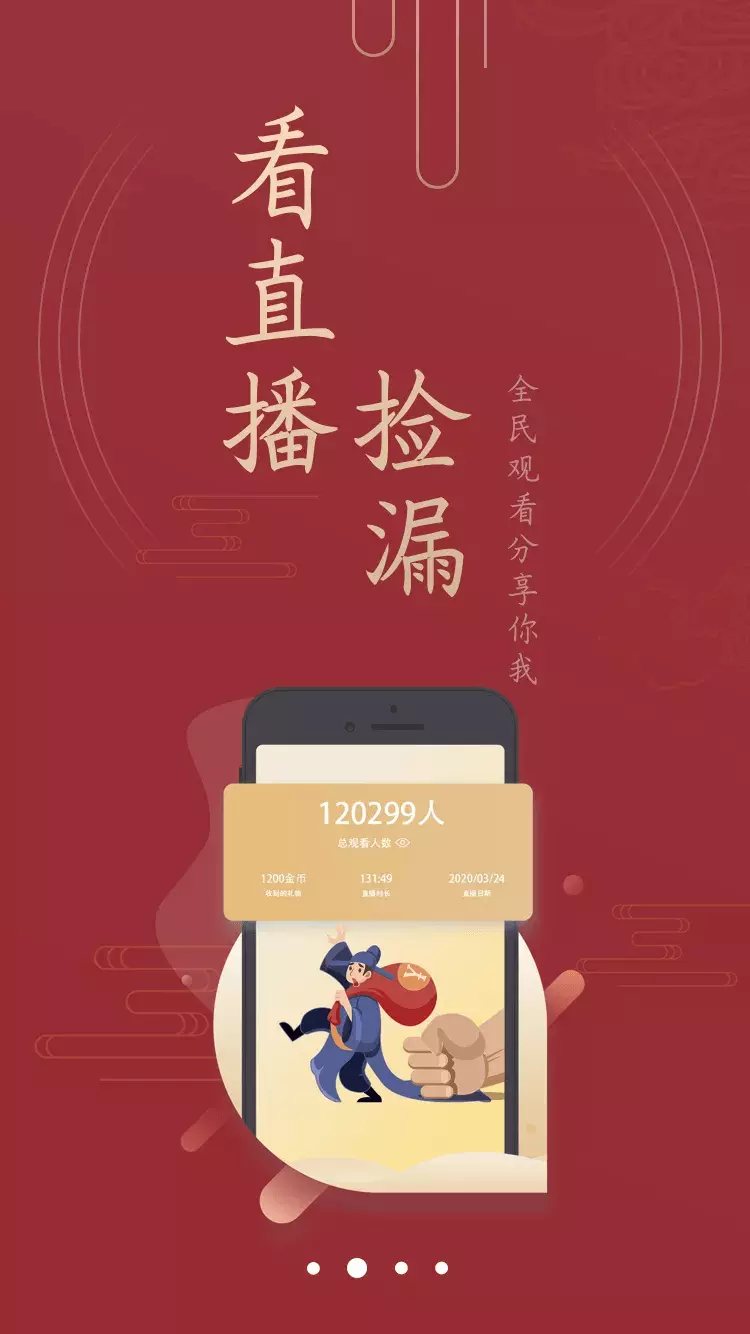 看直播
捡漏
全民观看分享你我
120299人
总观看人数
1200金币
131:49
2020/03/24
收到的礼物
直播时长
直播日期
¥